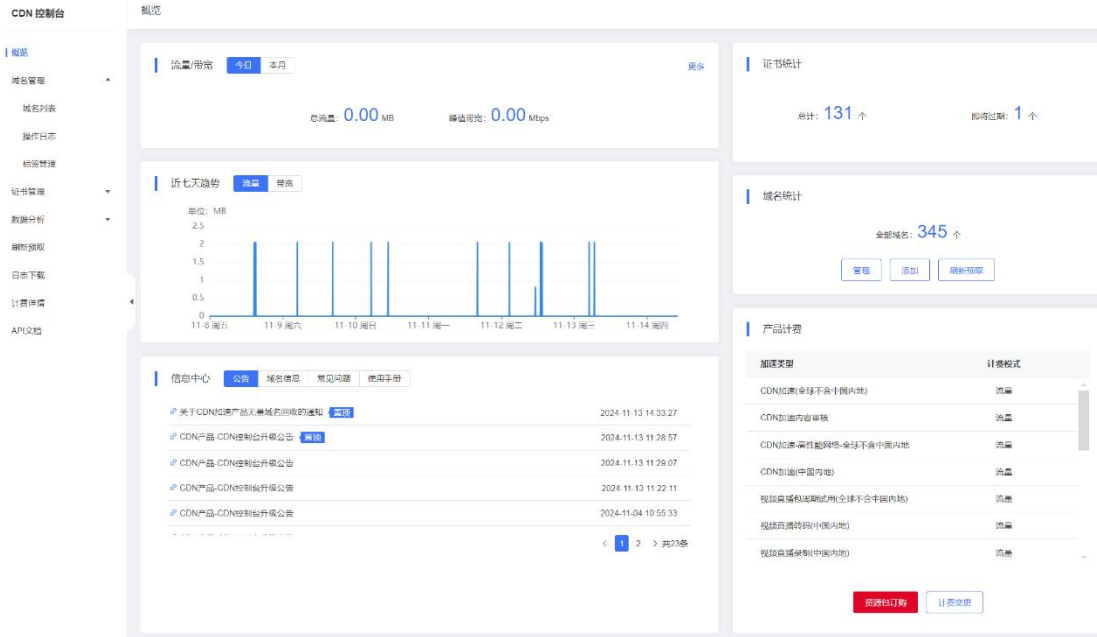 CDN 控制台
概览
概览
域名管理
域名列表
操作日志
标签管理
证书管理
数据分析
刷新预取
日志下载
计费详情
API文档
流量/带宽 今日 本月 更多
总流量: 0.00 MB 峰值带宽: 0.00 Mbps
近七天趋势 流量 带宽
单位: MB
2.5
2
1.5
1
0.5
0
11-8 周五 11-9 周六 11-10 周日 11-11 周一 11-12 周二 11-13 周三 11-14 周四
信息中心 公告 域名信息 常见问题 使用手册
关于CDN加速产品无量域名回收的通知 置顶 2024-11-13 14:33:27
CDN产品-CDN控制台升级公告 置顶 2024-11-13 11:28:57
CDN产品-CDN控制台升级公告 2024-11-13 11:29:07
CDN产品-CDN控制台升级公告 2024-11-13 11:22:11
CDN产品-CDN控制台升级公告 2024-11-04 10:55:33
< 1 2 > 共23条
证书统计
总计: 131 个 即将过期: 1 个
域名统计
全部域名: 345 个
管理 添加 刷新预取
产品计费
加速类型 计费模式
CDN加速(全球不含中国内地) 流量
CDN加速内容审核 流量
CDN加速-高性能网络-全球不含中国内地 流量
CDN加速(中国内地) 流量
视频直播包周期试用(全球不含中国内地) 流量
视频直播转码(中国内地) 流量
视频直播录制(中国内地) 流量
资源包订购 计费变更